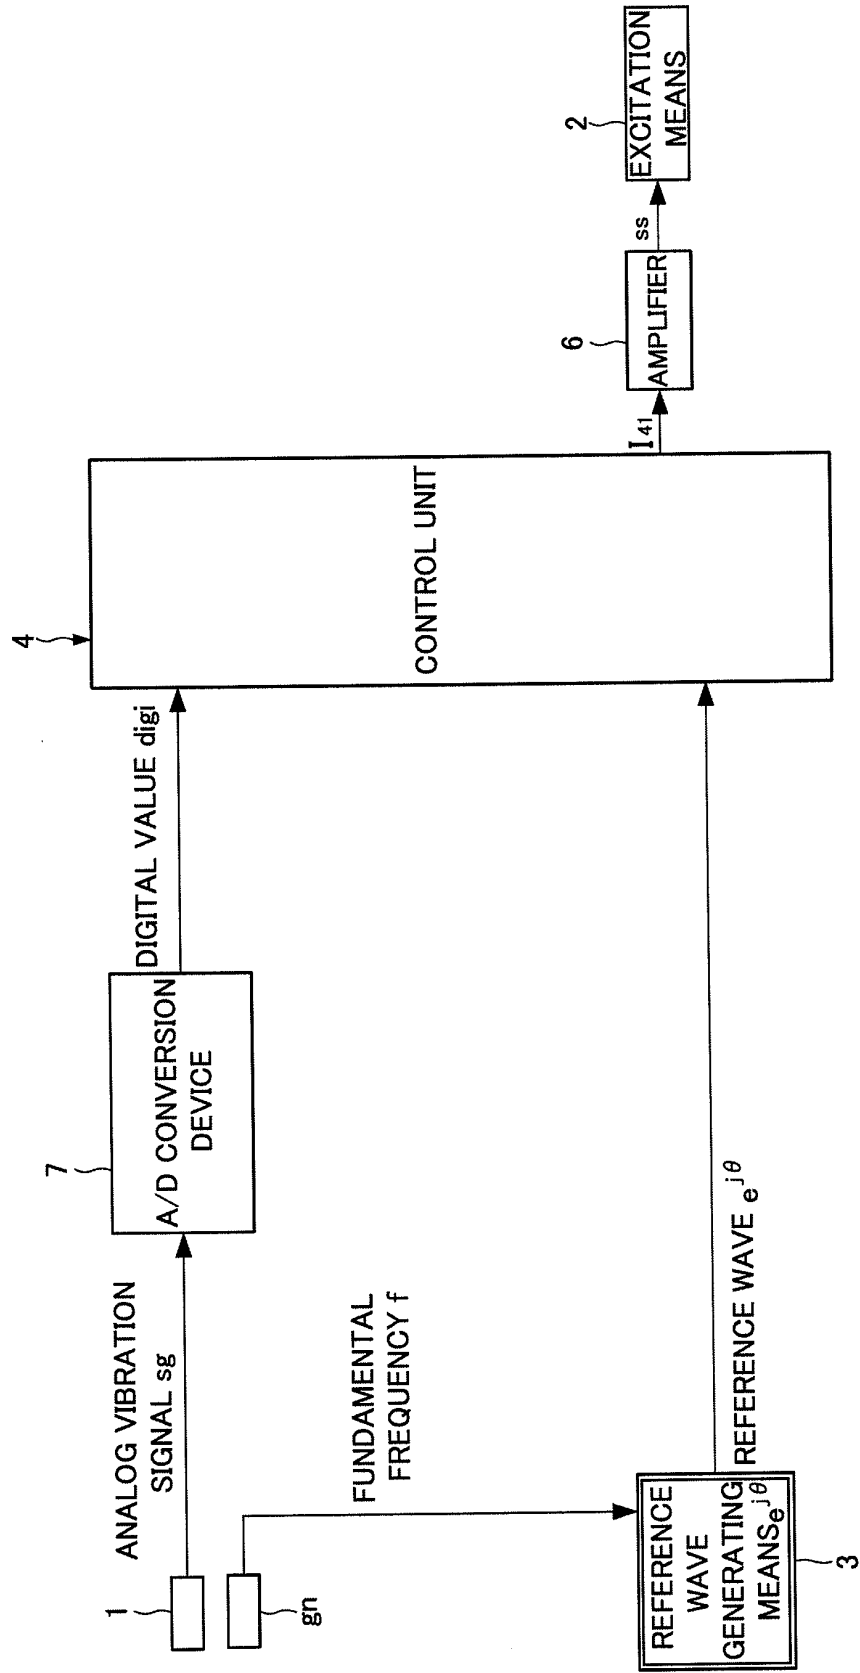 1
ANALOG VIBRATION
SIGNAL sg
7
A/D CONVERSION
DEVICE
DIGITAL VALUE digi
4
CONTROL UNIT
gn
FUNDAMENTAL
FREQUENCY f
REFERENCE
WAVE
GENERATING
MEANS e^{jθ}
3
REFERENCE WAVE e^{jθ}
I₄₁
6
AMPLIFIER
ss
2
EXCITATION
MEANS